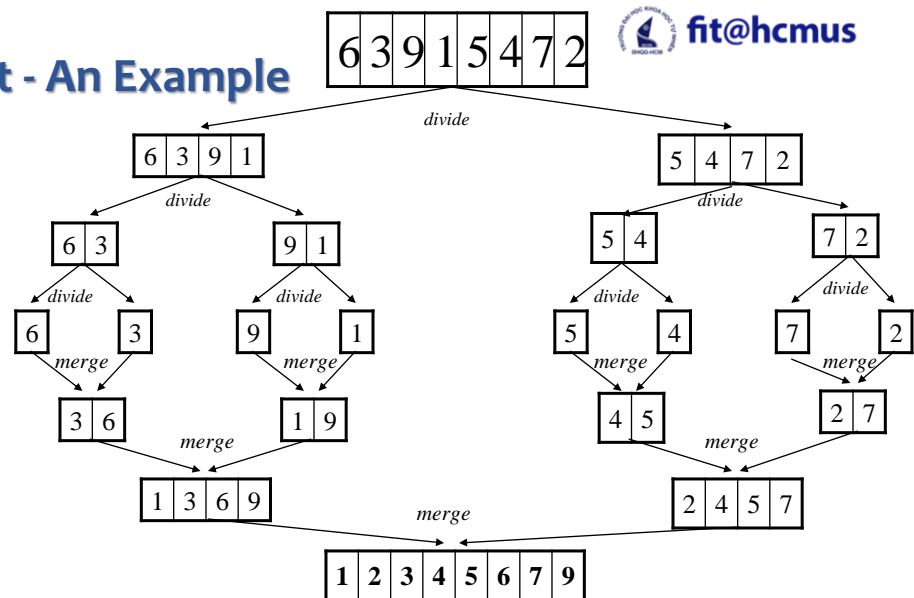 6 3 9 1 5 4 7 2
fit@hcmus
t - An Example
divide
6 3 9 1
5 4 7 2
divide
divide
6 3
9 1
5 4
7 2
divide
divide
divide
divide
6
3
9
1
5
4
7
2
merge
merge
merge
merge
3 6
1 9
4 5
2 7
merge
merge
1 3 6 9
2 4 5 7
merge
1 2 3 4 5 6 7 9